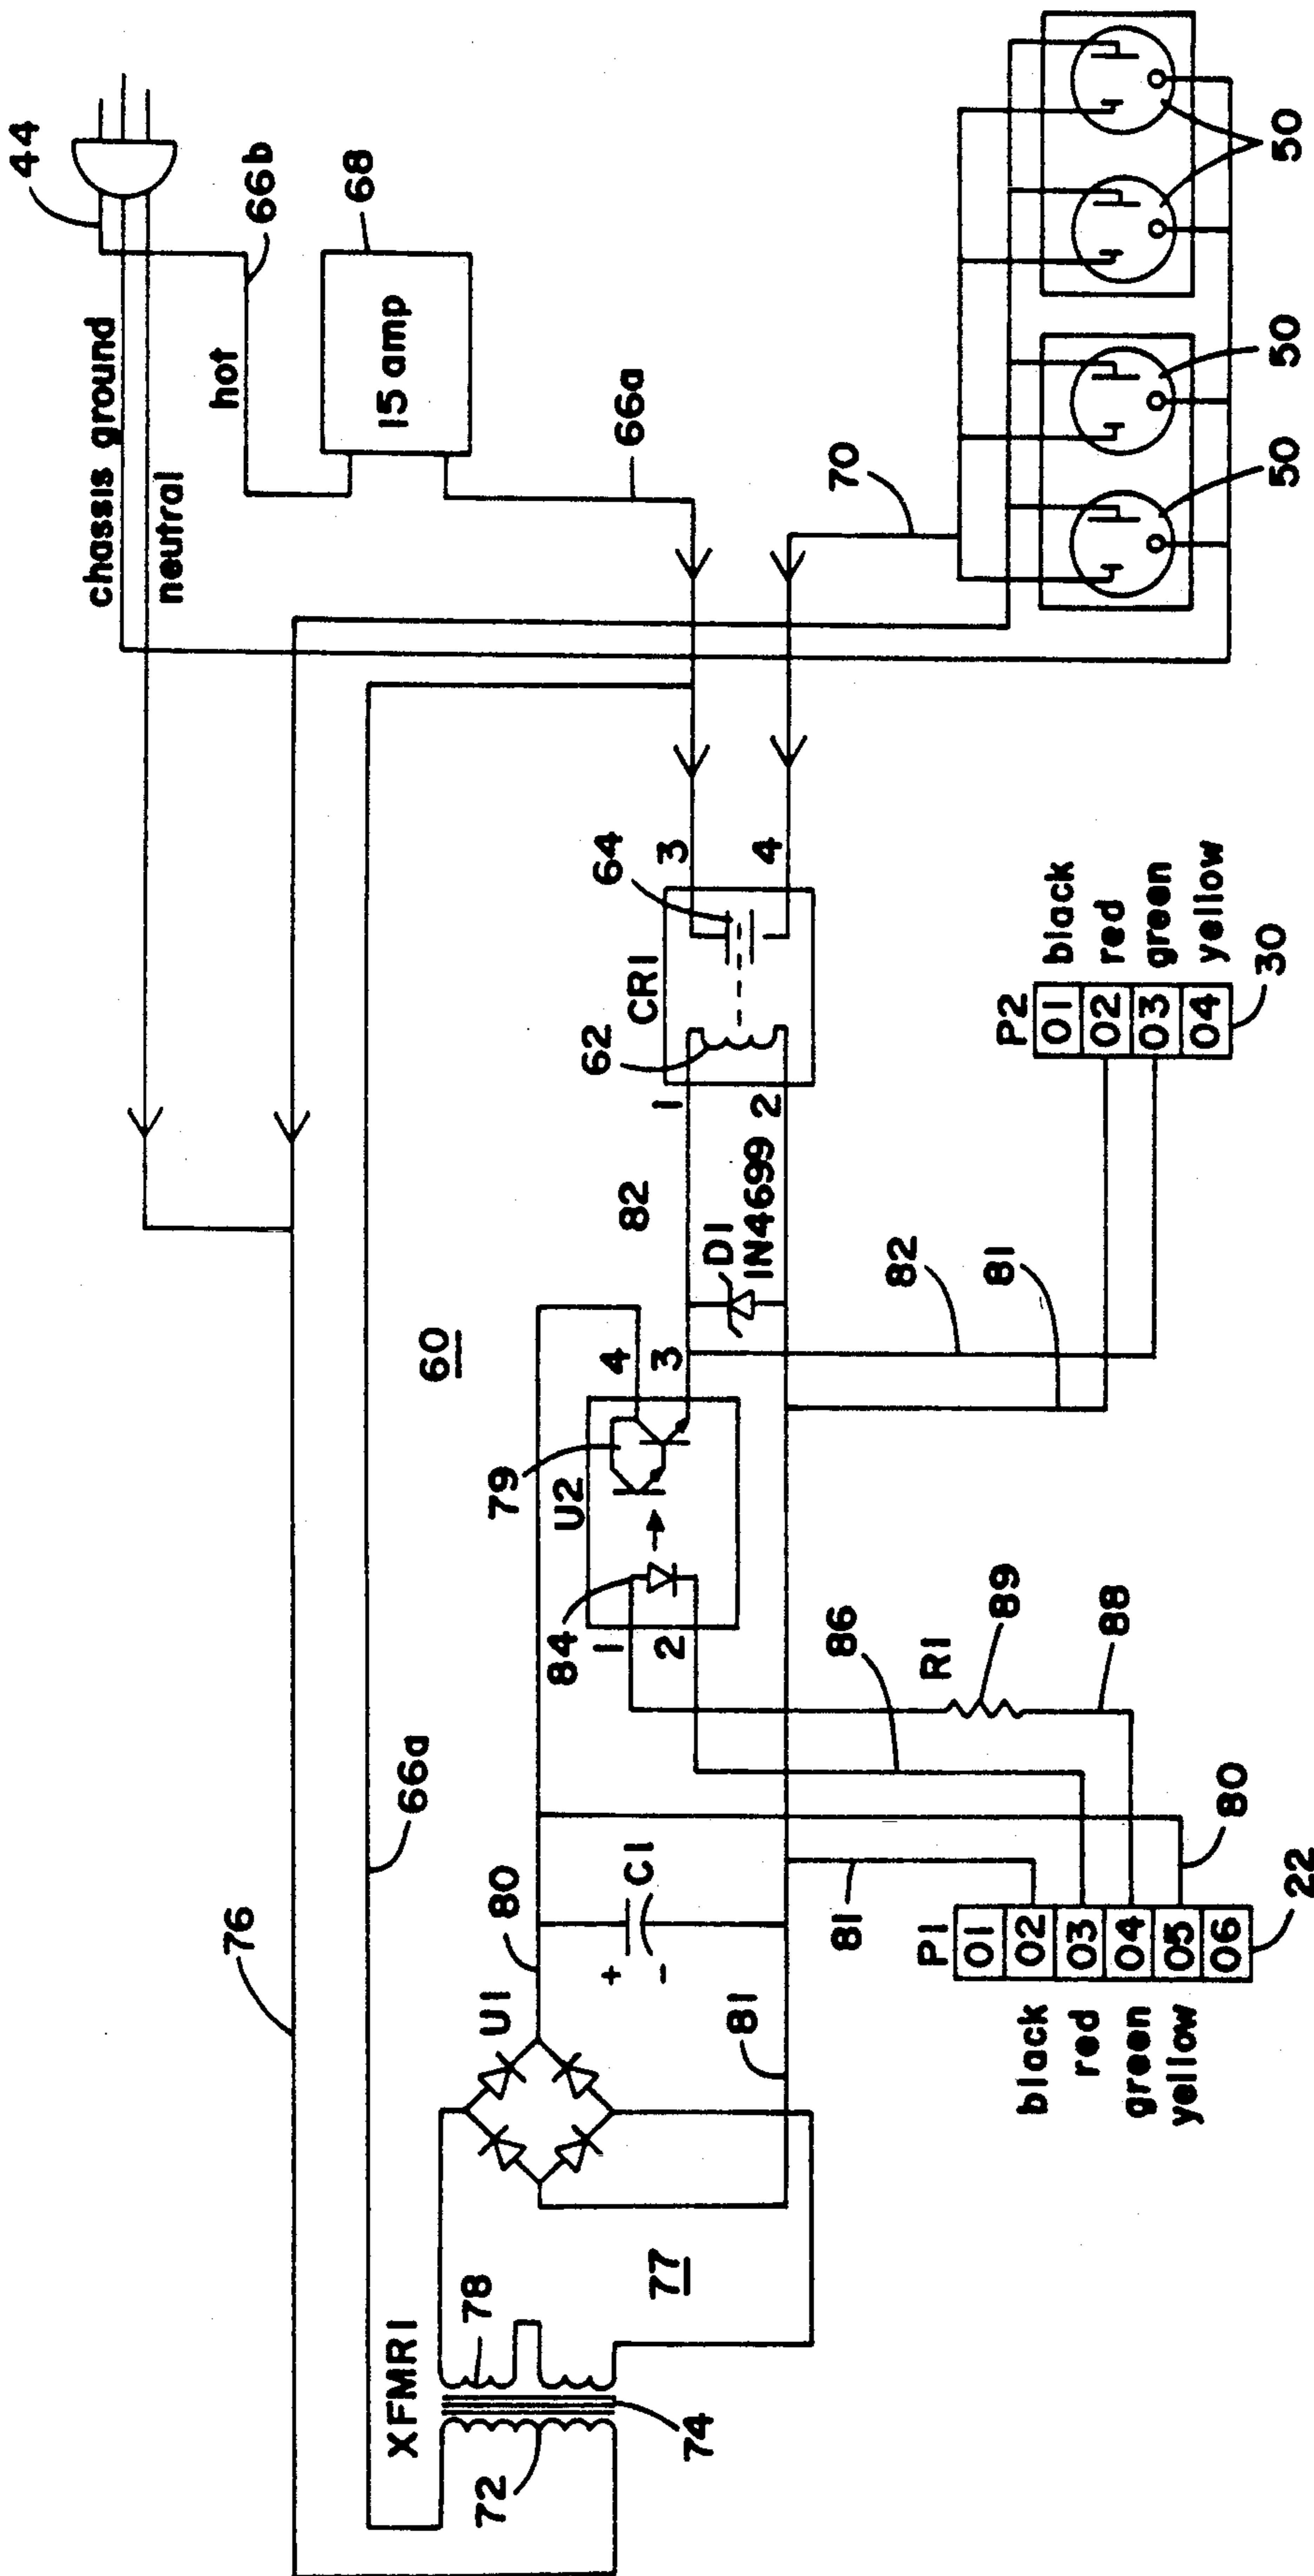 44
chassis ground
neutral
hot
66b
68
15 amp
66a
70
50
50
50
76
66a
60
XFMR1
72
78
74
77
U1
80
81
C1
+
-
79
U2
84
1
2
4
3
82
D1
1N4699
CR1
62
64
1
2
3
4
86
R1
89
88
81
80
82
81
P1
01
02
03
04
05
06
black
red
green
yellow
22
P2
01
02
03
04
black
red
green
yellow
30